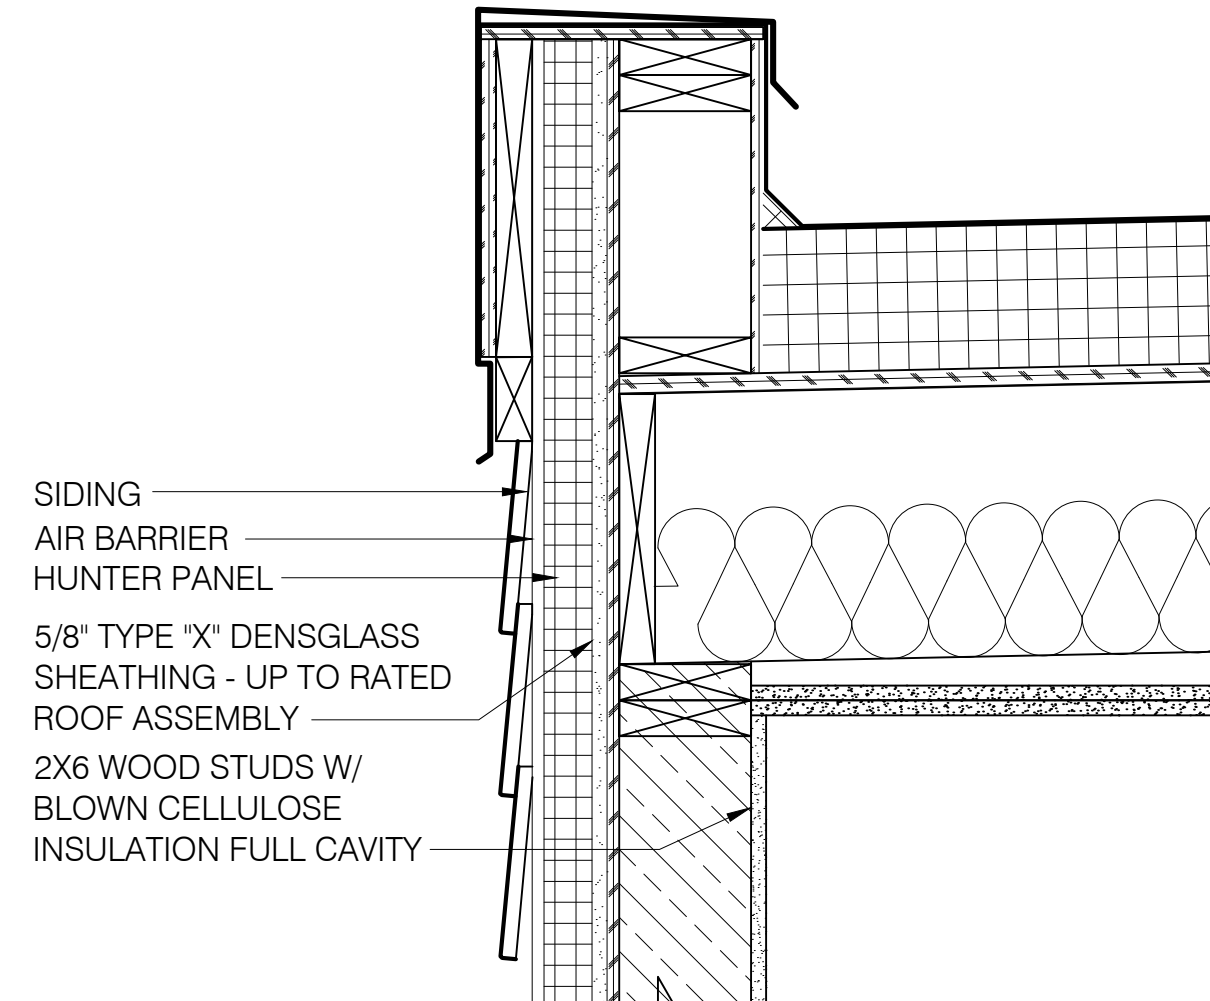 SIDING
AIR BARRIER
HUNTER PANEL
5/8" TYPE "X" DENSGLASS
SHEATHING - UP TO RATED
ROOF ASSEMBLY
2X6 WOOD STUDS W/
BLOWN CELLULOSE
INSULATION FULL CAVITY